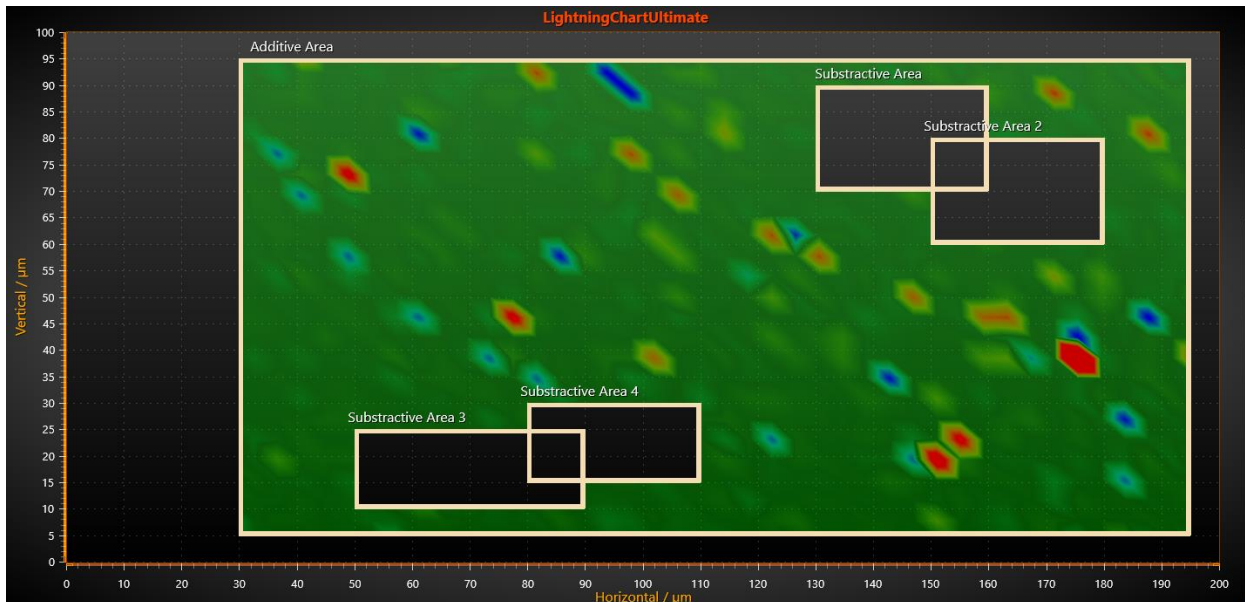 LightningChartUltimate
100
95
90
85
80
75
70
65
60
55
50
45
40
35
30
25
20
15
10
5
0
Vertical / µm
Additive Area
Substractive Area
Substractive Area 2
Substractive Area 4
Substractive Area 3
0 10 20 30 40 50 60 70 80 90 100 110 120 130 140 150 160 170 180 190 200
Horizontal / µm